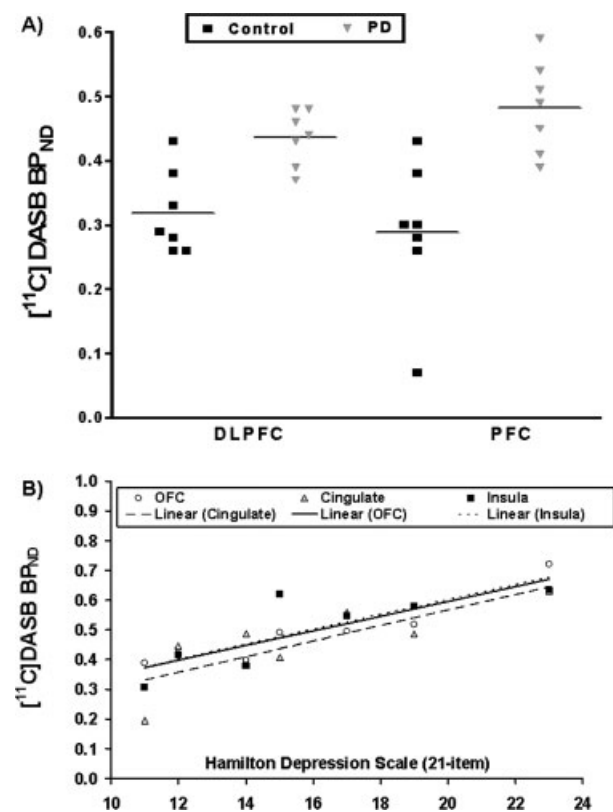 A)
■ Control ▼ PD
0.6
0.5
0.4
0.3
0.2
0.1
0.0
[¹¹C] DASB BPND
DLPFC PFC
B)
○ OFC △ Cingulate ■ Insula
Linear (Cingulate) Linear (OFC) Linear (Insula)
1.0
0.9
0.8
0.7
0.6
0.5
0.4
0.3
0.2
0.1
0.0
[¹¹C]DASB BPND
Hamilton Depression Scale (21-item)
10 12 14 16 18 20 22 24